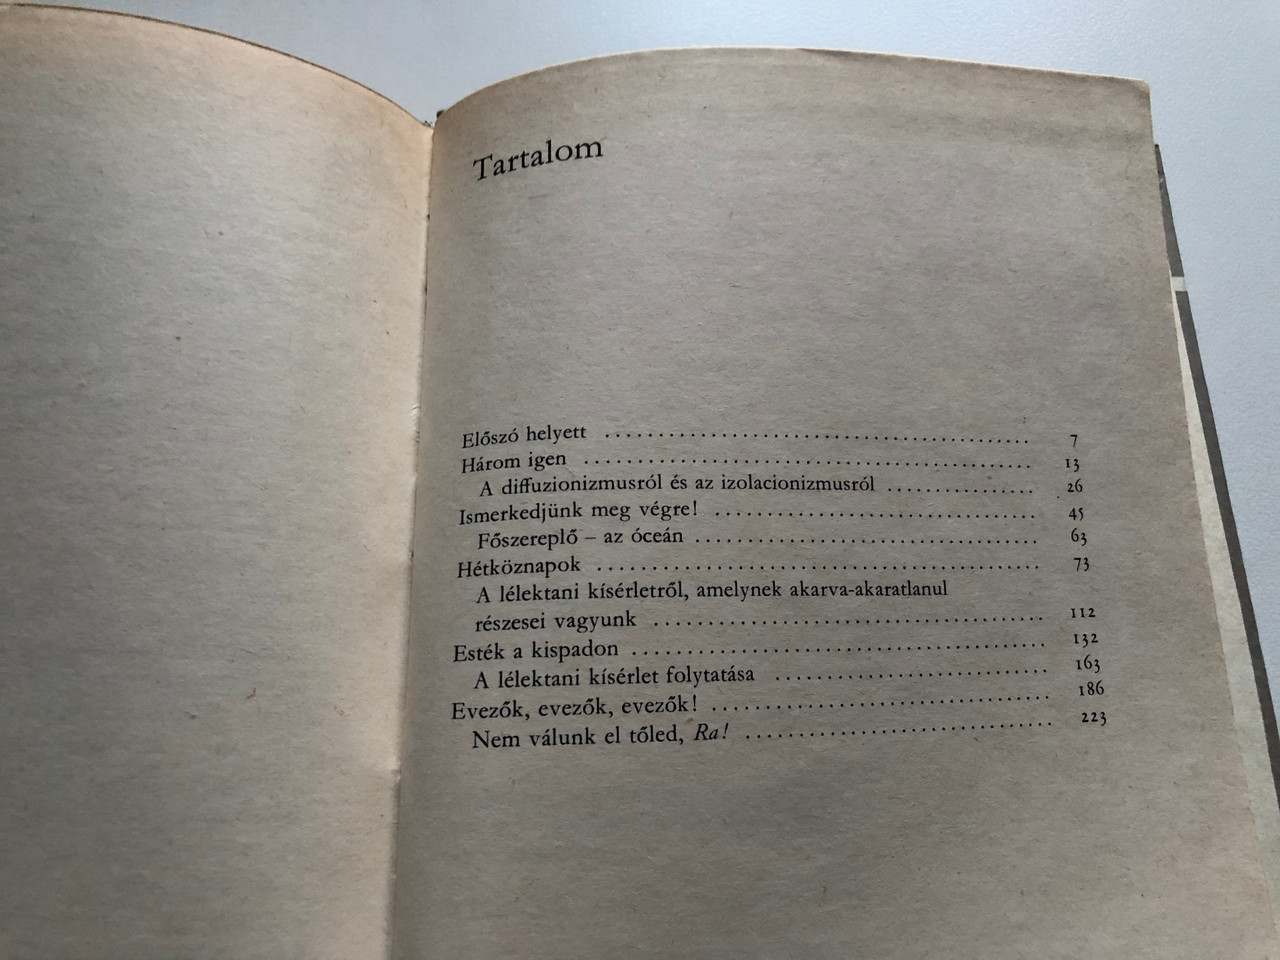 Tartalom
Előszó helyett ........................................ 7
Három igen ........................................ 13
A diffuzionizmusról és az izolacionizmusról .............. 26
Ismerkedjünk meg végre! .............................. 45
Főszereplő – az óceán ................................ 63
Hétköznapok ........................................ 73
A lélektani kísérletről, amelynek akarva-akaratlanul
részesei vagyunk .................................... 112
Esték a kispadon .................................... 132
A lélektani kísérlet folytatása ......................... 163
Evezők, evezők, evezők! .............................. 186
Nem válunk el tőled, Ra! ............................. 223